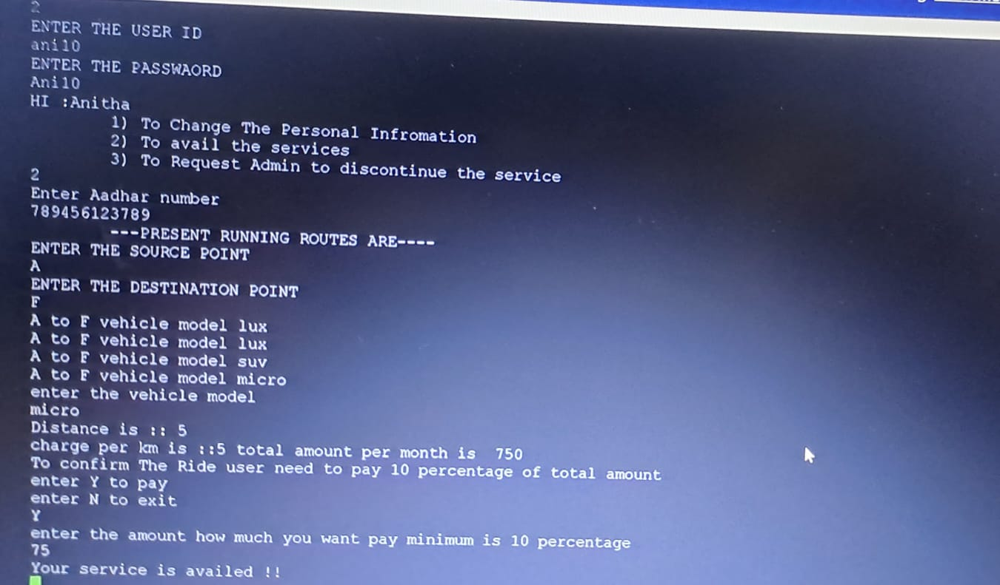 2
ENTER THE USER ID
ani10
ENTER THE PASSWAORD
Ani10
HI :Anitha
1) To Change The Personal Infromation
2) To avail the services
3) To Request Admin to discontinue the service
2
Enter Aadhar number
789456123789
---PRESENT RUNNING ROUTES ARE----
ENTER THE SOURCE POINT
A
ENTER THE DESTINATION POINT
F
A to F vehicle model lux
A to F vehicle model lux
A to F vehicle model suv
A to F vehicle model micro
enter the vehicle model
micro
Distance is :: 5
charge per km is ::5 total amount per month is  750
To confirm The Ride user need to pay 10 percentage of total amount
enter Y to pay
enter N to exit
Y
enter the amount how much you want pay minimum is 10 percentage
75
Your service is availed !!